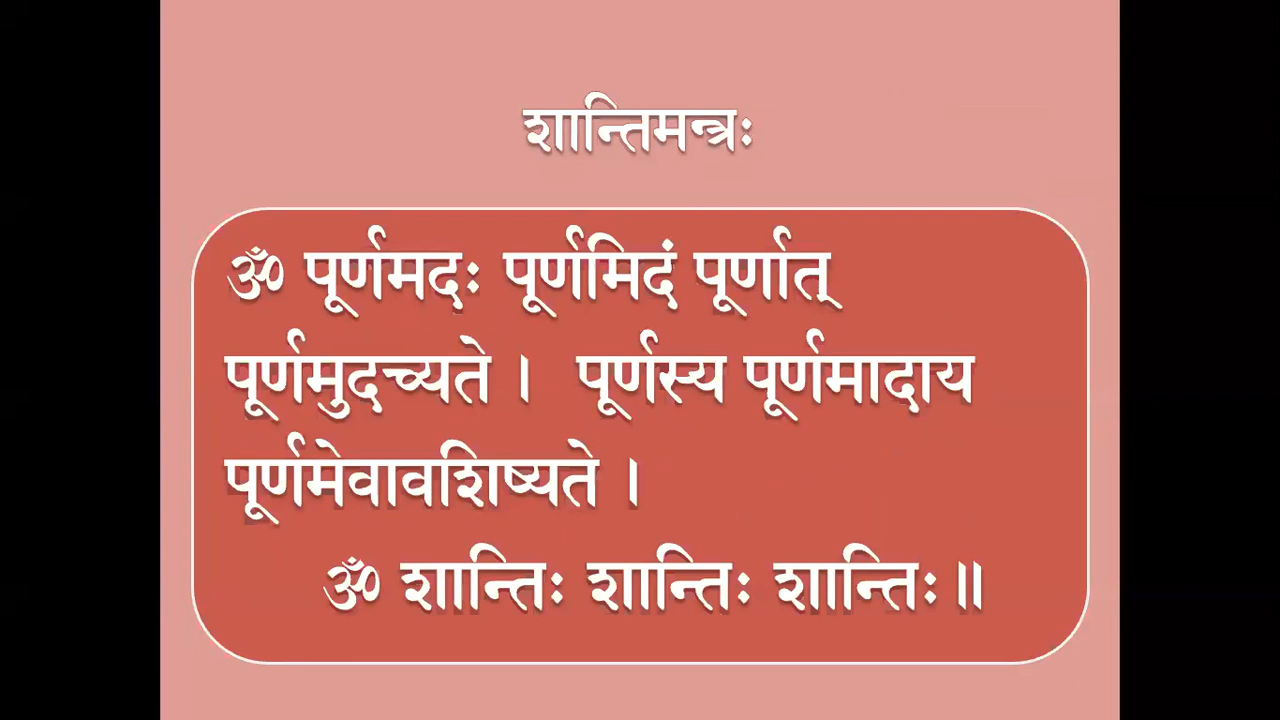 शान्तिमन्त्रः
ॐ पूर्णमदः पूर्णमिदं पूर्णात्
पूर्णमुदच्यते । पूर्णस्य पूर्णमादाय
पूर्णमेवावशिष्यते ।
ॐ शान्तिः शान्तिः शान्तिः॥